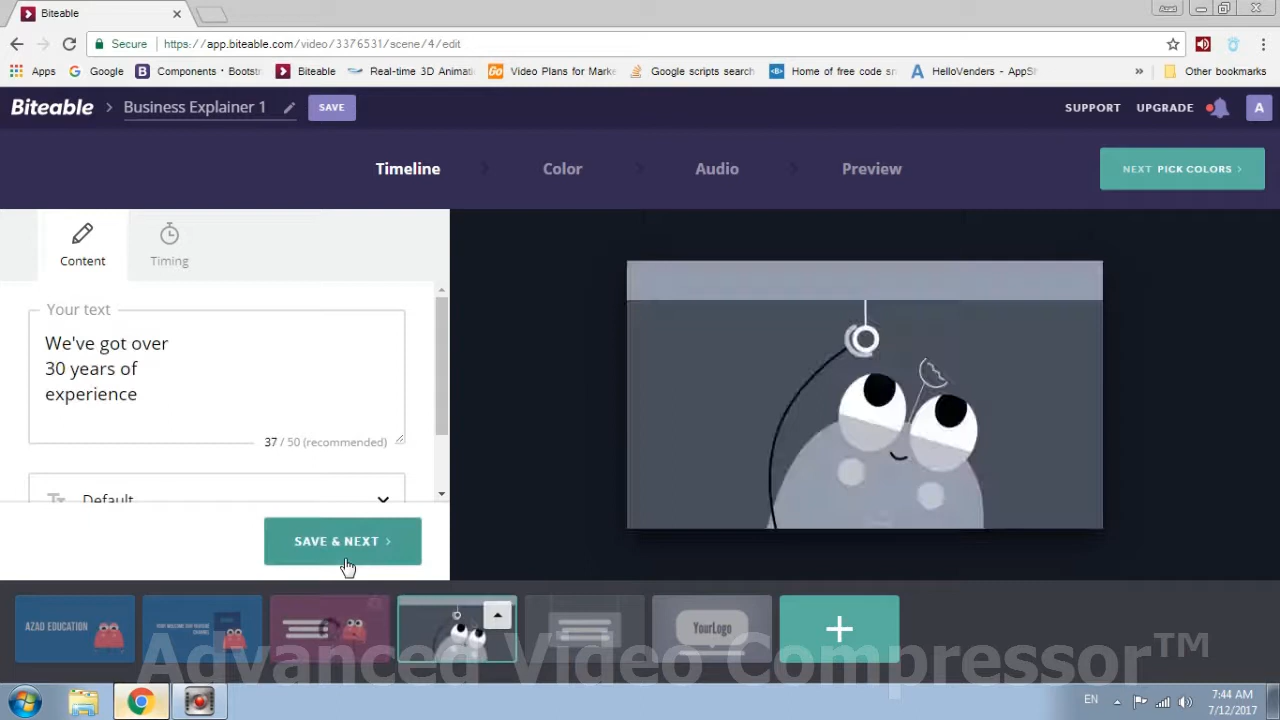 Biteable
Secure https://app.biteable.com/video/3376531/scene/4/edit
Apps Google Components · Bootstr Biteable Real-time 3D Animati Video Plans for Marke Google scripts search Home of free code sn HelloVenders - AppSh » Other bookmarks
Biteable > Business Explainer 1 SAVE SUPPORT UPGRADE A
Timeline Color Audio Preview NEXT PICK COLORS >
Content Timing
Your text
We've got over
30 years of
experience
37 / 50 (recommended)
Default
SAVE & NEXT >
AZAD EDUCATION
YourLogo
Advanced Video Compressor™
EN 7:44 AM
7/12/2017